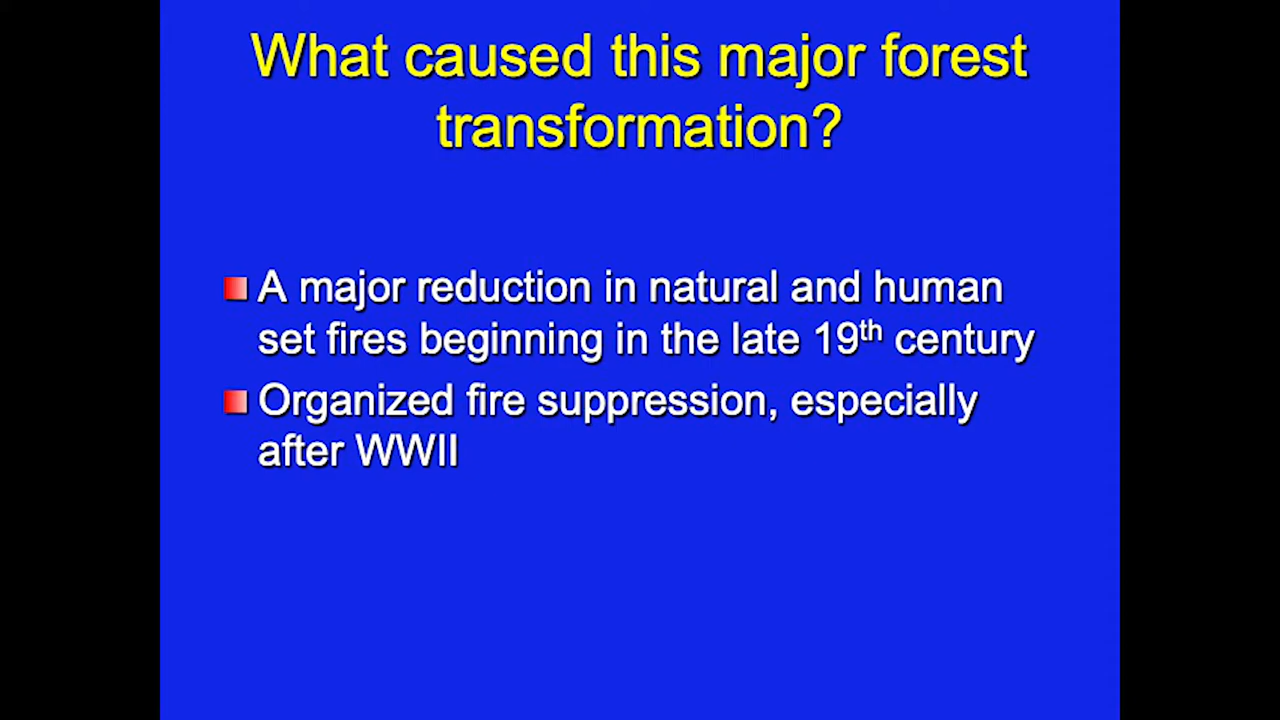 What caused this major forest
transformation?
A major reduction in natural and human
set fires beginning in the late 19th century
Organized fire suppression, especially
after WWII